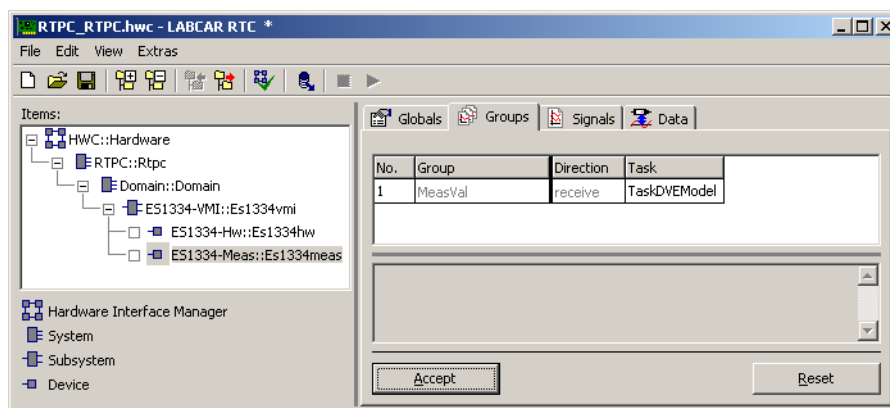 RTPC_RTPC.hwc - LABCAR RTC *
File Edit View Extras
Items:
HWC::Hardware
RTPC::Rtpc
Domain::Domain
ES1334-VMI::Es1334vmi
ES1334-Hw::Es1334hw
ES1334-Meas::Es1334meas
Hardware Interface Manager
System
Subsystem
Device
Globals Groups Signals Data
No. Group Direction Task
1 MeasVal receive TaskDVEModel
Accept Reset